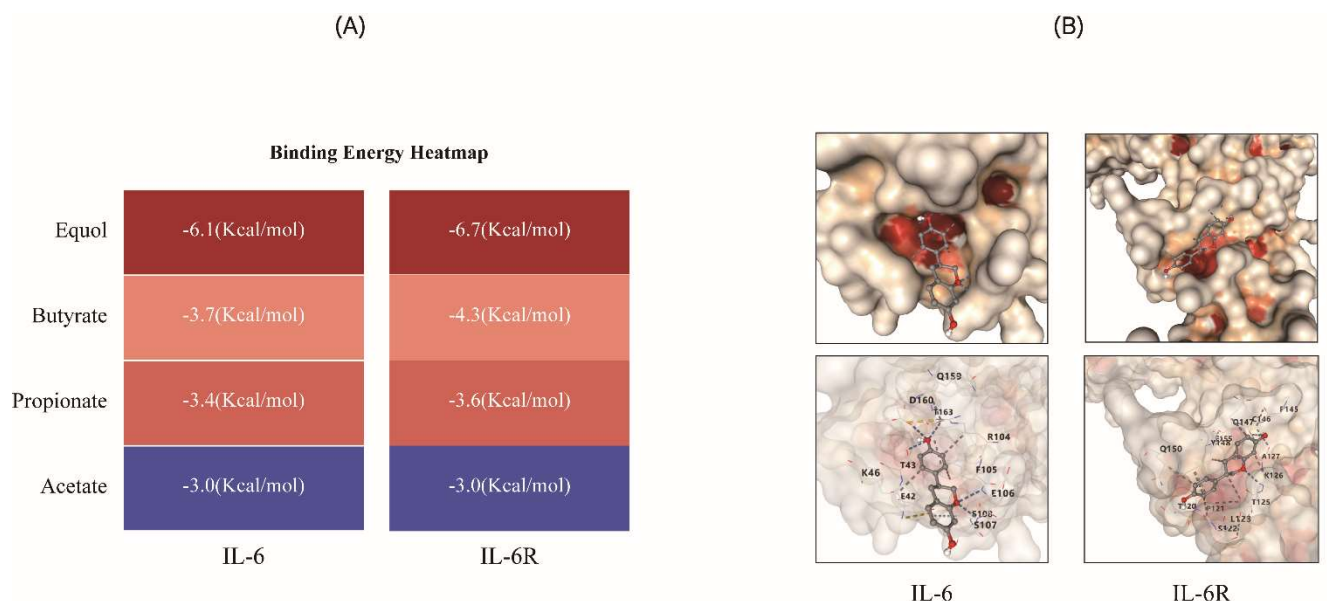 (A)
(B)
Binding Energy Heatmap
Equol
-6.1(Kcal/mol)
-6.7(Kcal/mol)
Butyrate
-3.7(Kcal/mol)
-4.3(Kcal/mol)
Propionate
-3.4(Kcal/mol)
-3.6(Kcal/mol)
Acetate
-3.0(Kcal/mol)
-3.0(Kcal/mol)
IL-6
IL-6R
Q159
D160
R104
T43
F105
K46
E42
E106
S107
F145
Q147
C146
Y148
A127
Q150
K126
T125
T120
L123
S122
IL-6
IL-6R